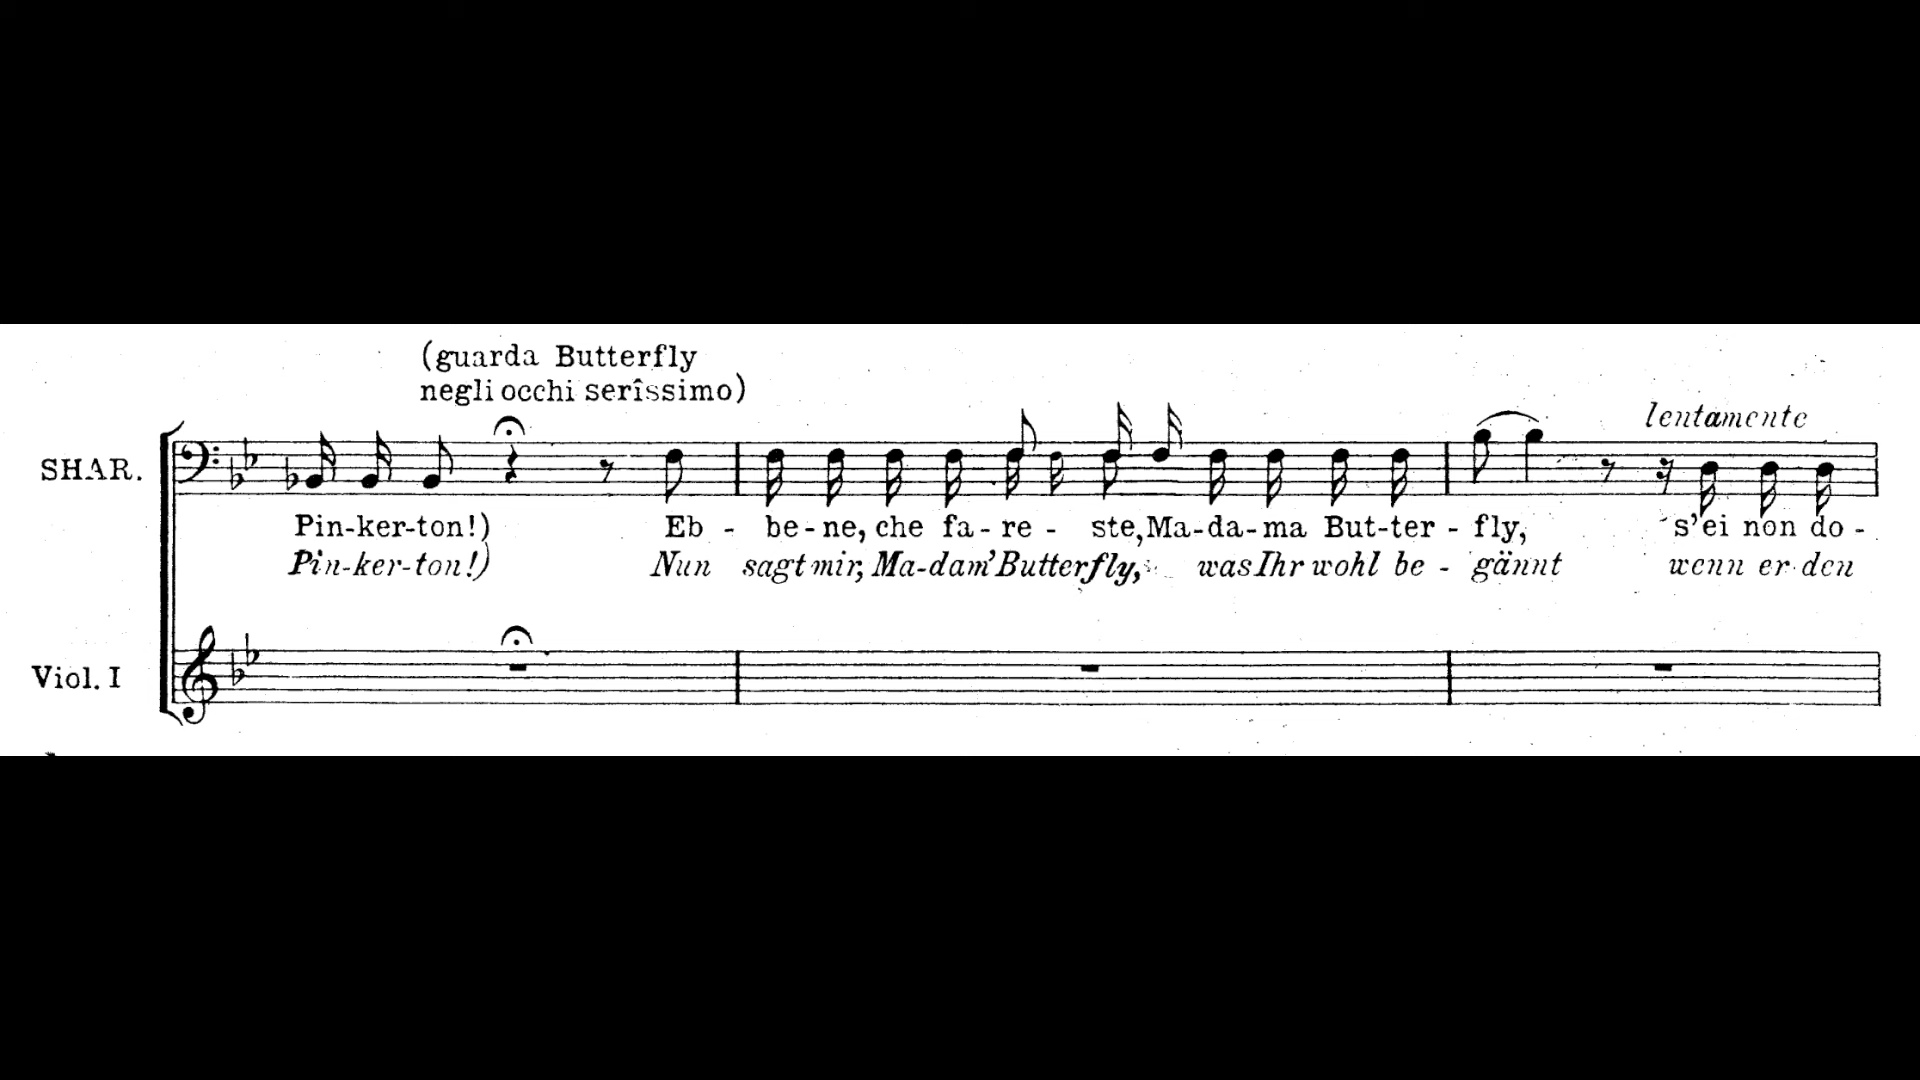 (guarda Butterfly
negli occhi serîssimo)
lentamente
SHAR.
Pin-ker-ton!) Eb - be-ne, che fa-re - ste, Ma-da-ma But-ter - fly, s'ei non do -
Pin-ker-ton!) Nun sagt mir, Ma-dam' Butterfly, was Ihr wohl be - gännt wenn er den
Viol. I